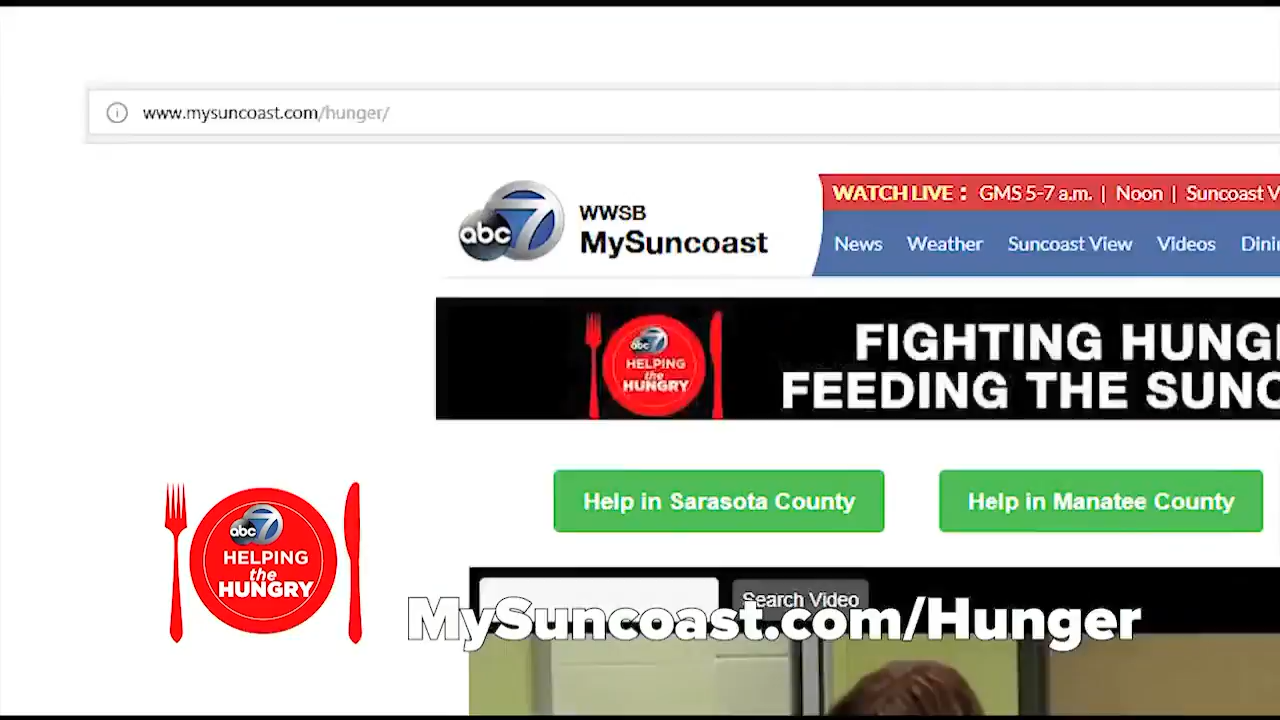 www.mysuncoast.com/hunger/
WATCH LIVE : GMS 5-7 a.m. | Noon | Suncoast V
abc 7
WWSB
MySuncoast
News Weather Suncoast View Videos Dini
abc 7
HELPING
the
HUNGRY
FIGHTING HUNG
FEEDING THE SUNC
Help in Sarasota County
Help in Manatee County
abc 7
HELPING
the
HUNGRY
Search Video
MySuncoast.com/Hunger